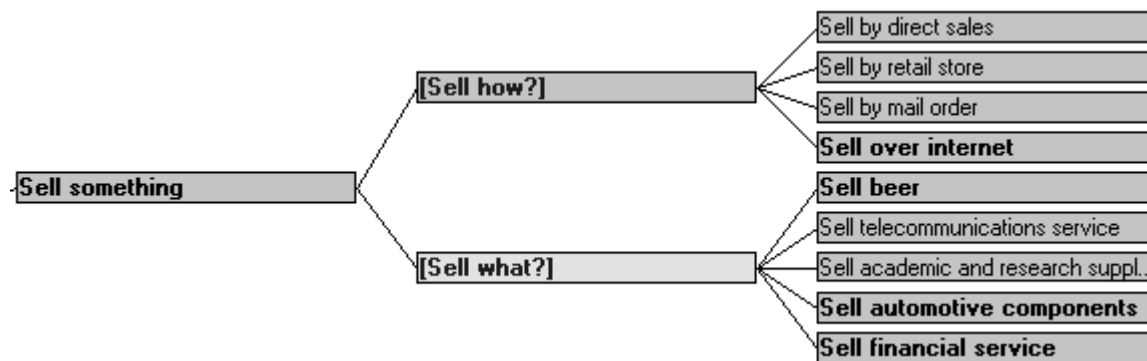 Sell by direct sales
Sell by retail store
[Sell how?]
Sell by mail order
Sell over internet
Sell something
Sell beer
Sell telecommunications service
[Sell what?]
Sell academic and research suppl...
Sell automotive components
Sell financial service